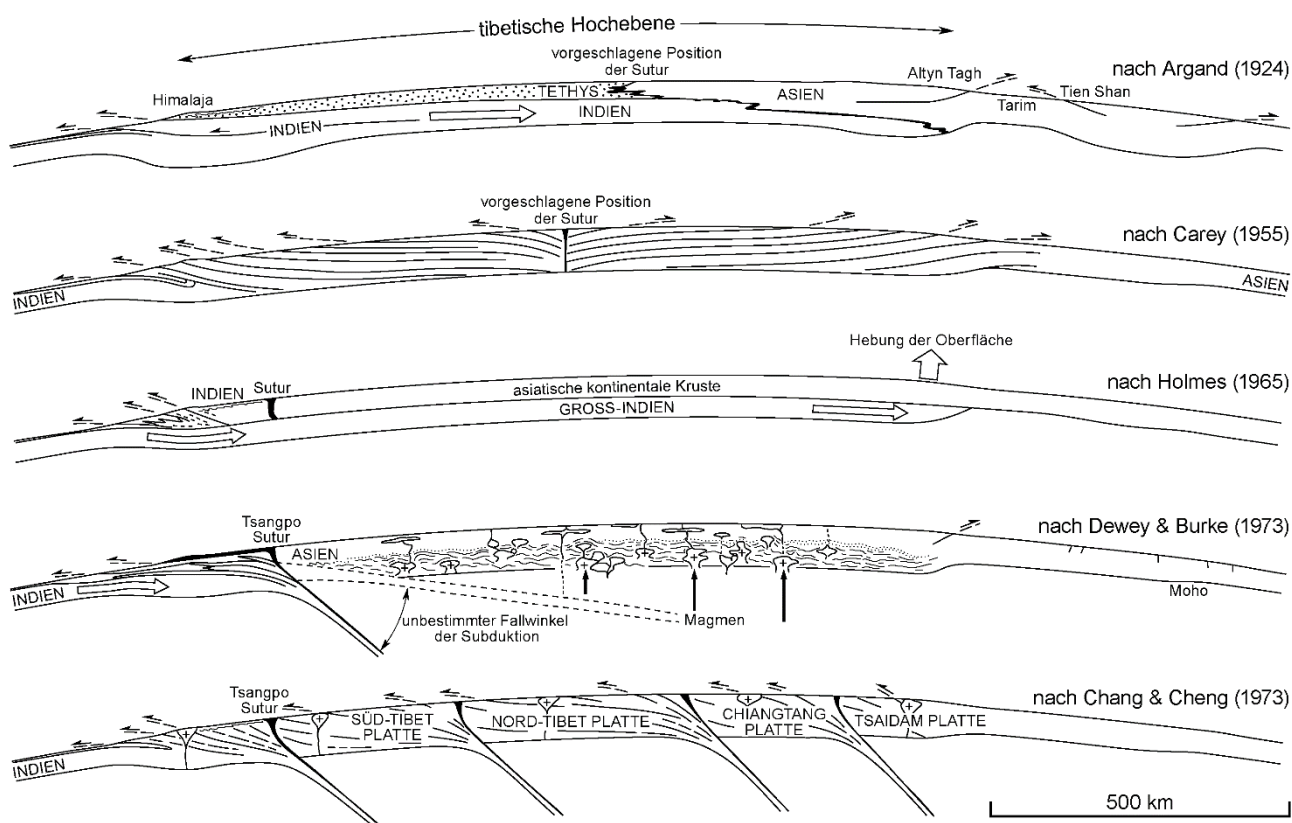 tibetische Hochebene
vorgeschlagene Position
der Sutur
Altyn Tagh
nach Argand (1924)
Himalaja
TETHYS
ASIEN
Tien Shan
Tarim
INDIEN
INDIEN
vorgeschlagene Position
der Sutur
nach Carey (1955)
INDIEN
ASIEN
Hebung der Oberfläche
INDIEN
Sutur
asiatische kontinentale Kruste
nach Holmes (1965)
GROSS-INDIEN
Tsangpo
Sutur
nach Dewey & Burke (1973)
ASIEN
INDIEN
Moho
unbestimmter Fallwinkel
der Subduktion
Magmen
Tsangpo
Sutur
nach Chang & Cheng (1973)
SÜD-TIBET
PLATTE
NORD-TIBET PLATTE
CHIANGTANG
PLATTE
TSAIDAM PLATTE
INDIEN
500 km